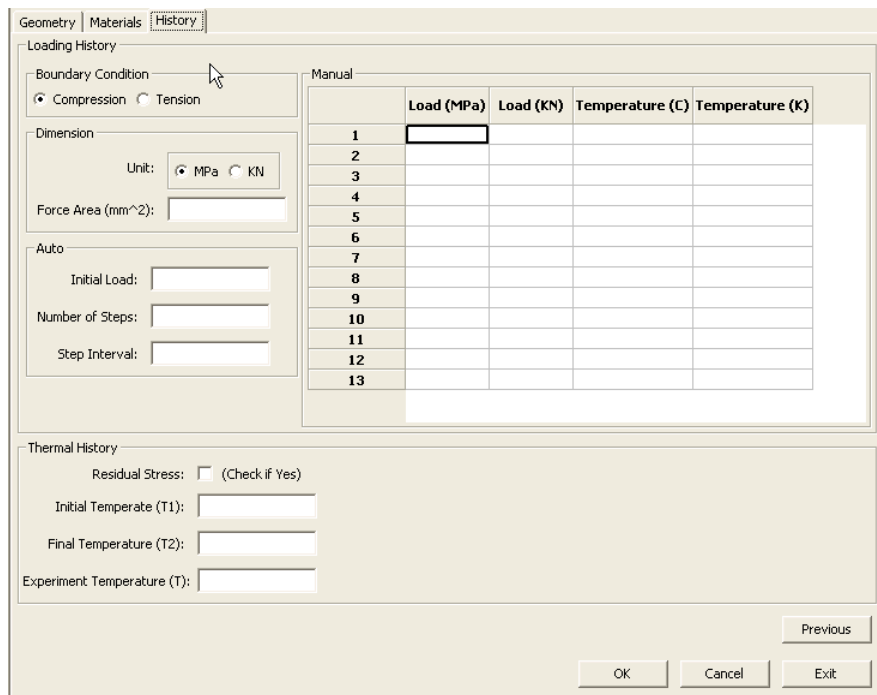 Geometry Materials History
Loading History
Boundary Condition
Compression Tension
Dimension
Unit: MPa KN
Force Area (mm^2):
Auto
Initial Load:
Number of Steps:
Step Interval:
Manual
Load (MPa) Load (KN) Temperature (C) Temperature (K)
1
2
3
4
5
6
7
8
9
10
11
12
13
Thermal History
Residual Stress: (Check if Yes)
Initial Temperate (T1):
Final Temperature (T2):
Experiment Temperature (T):
Previous
OK Cancel Exit